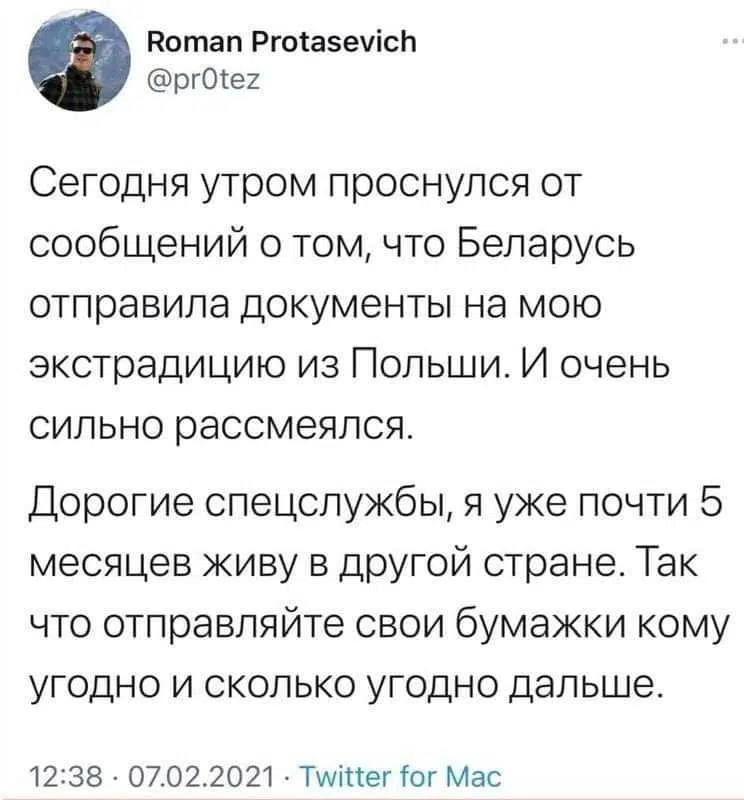 Roman Protasevich
@pr0tez
Сегодня утром проснулся от
сообщений о том, что Беларусь
отправила документы на мою
экстрадицию из Польши. И очень
сильно рассмеялся.
Дорогие спецслужбы, я уже почти 5
месяцев живу в другой стране. Так
что отправляйте свои бумажки кому
угодно и сколько угодно дальше.
12:38 · 07.02.2021 · Twitter for Mac